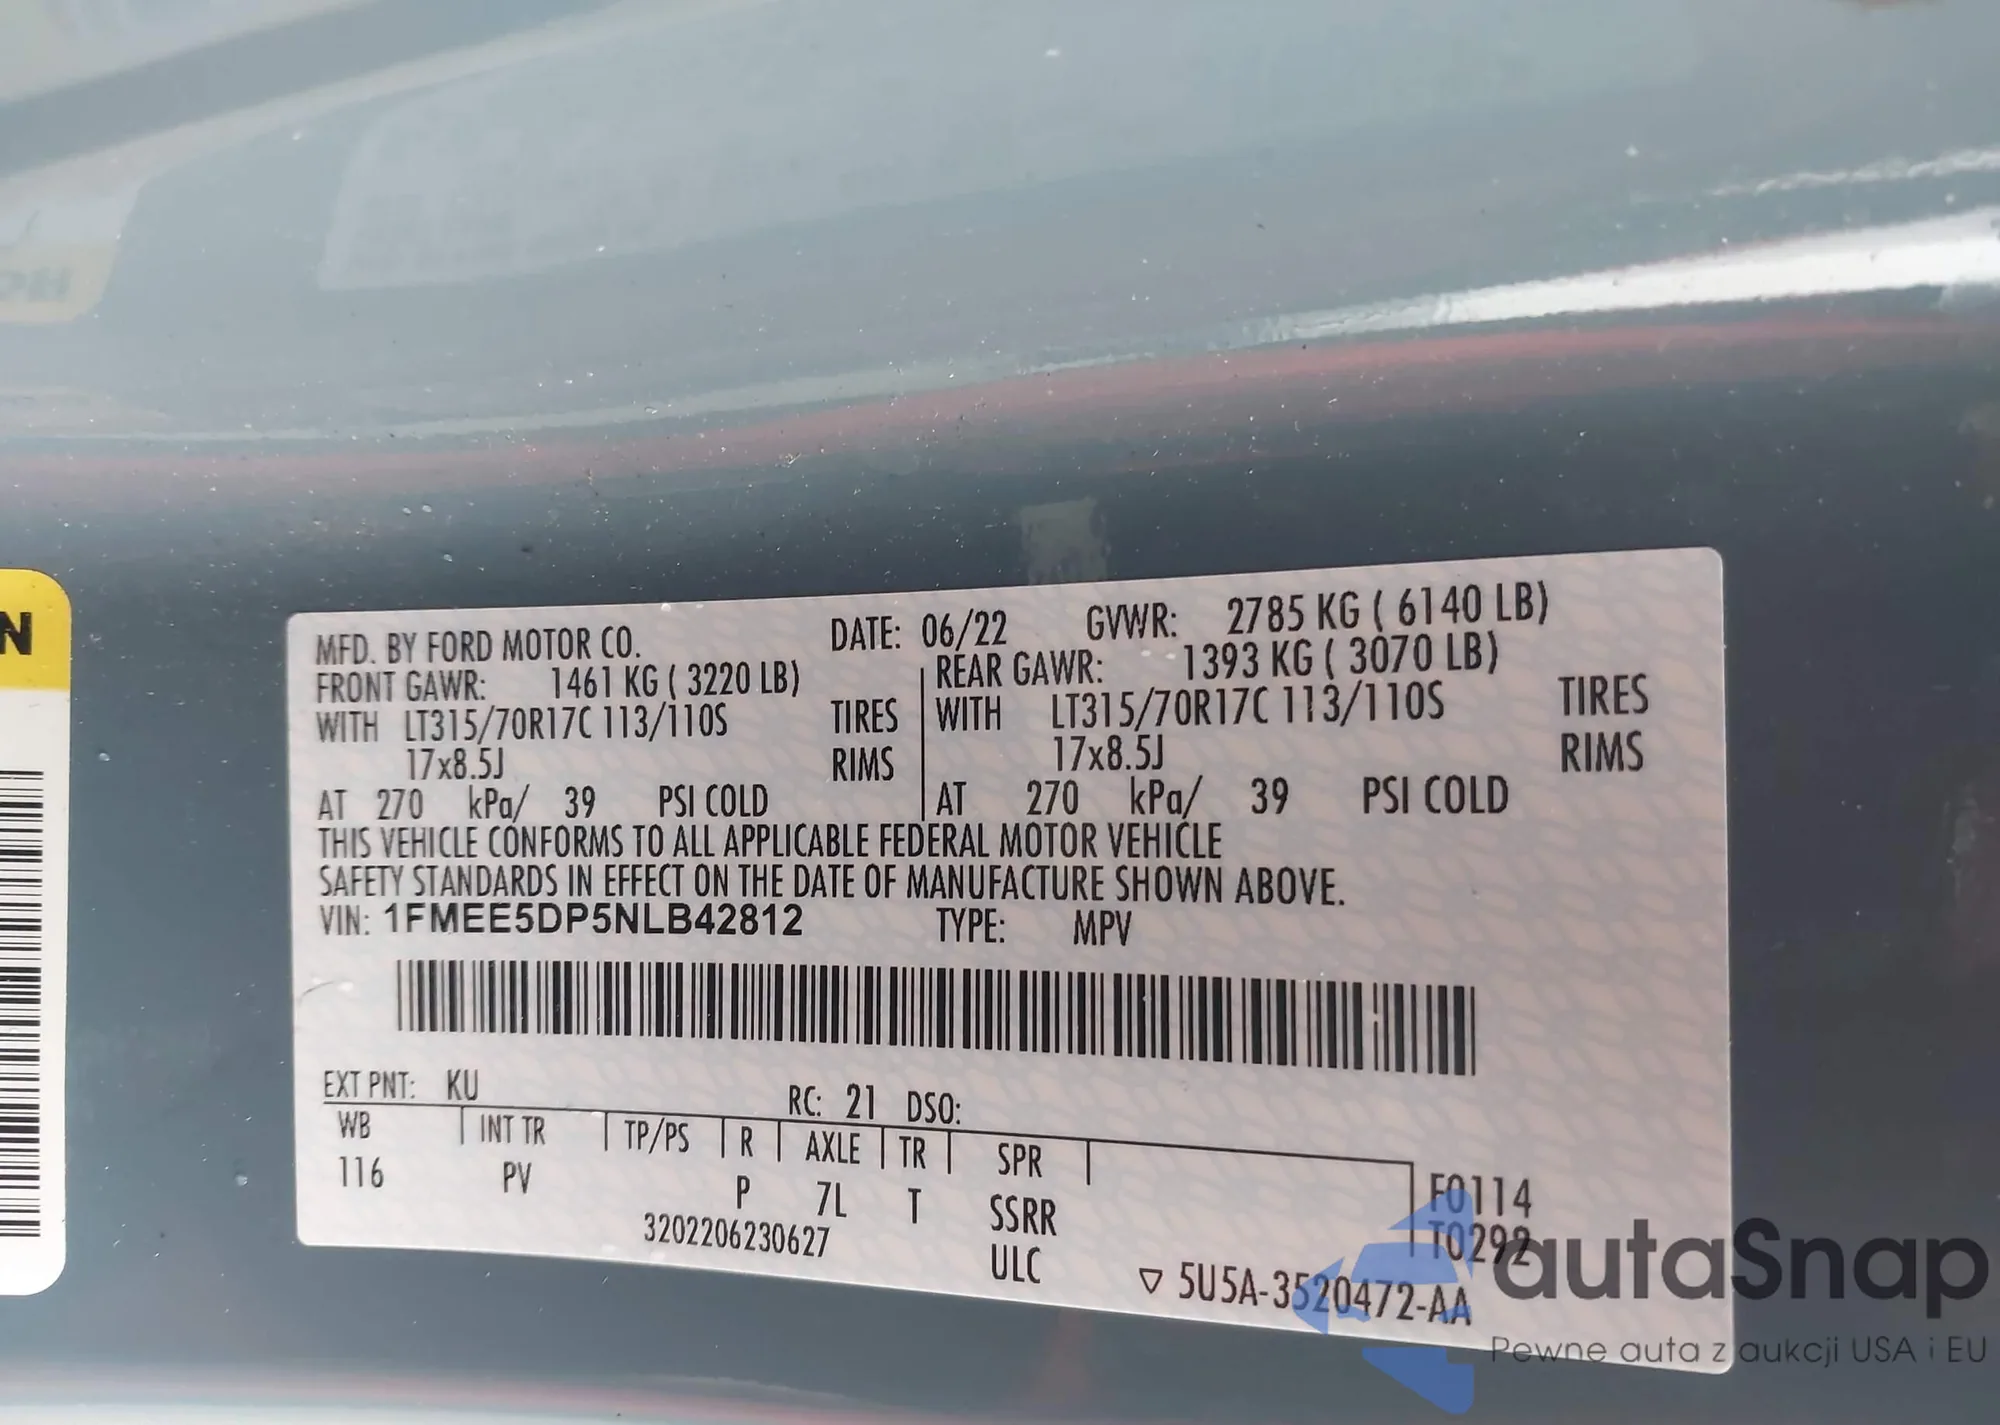 MFD. BY FORD MOTOR CO. DATE: 06/22 GVWR: 2785 KG ( 6140 LB)
FRONT GAWR: 1461 KG ( 3220 LB) REAR GAWR: 1393 KG ( 3070 LB)
WITH LT315/70R17C 113/110S TIRES WITH LT315/70R17C 113/110S TIRES
17x8.5J RIMS 17x8.5J RIMS
AT 270 kPa/ 39 PSI COLD AT 270 kPa/ 39 PSI COLD
THIS VEHICLE CONFORMS TO ALL APPLICABLE FEDERAL MOTOR VEHICLE
SAFETY STANDARDS IN EFFECT ON THE DATE OF MANUFACTURE SHOWN ABOVE.
VIN: 1FMEE5DP5NLB42812 TYPE: MPV
EXT PNT: KU RC: 21 DSO:
WB INT TR TP/PS R AXLE TR SPR
116 PV P 7L T SSRR F0114
3202206230627 ULC T0292
▽ 5U5A-3520472-AA
N
autaSnap
Pewne auta z aukcji USA i EU